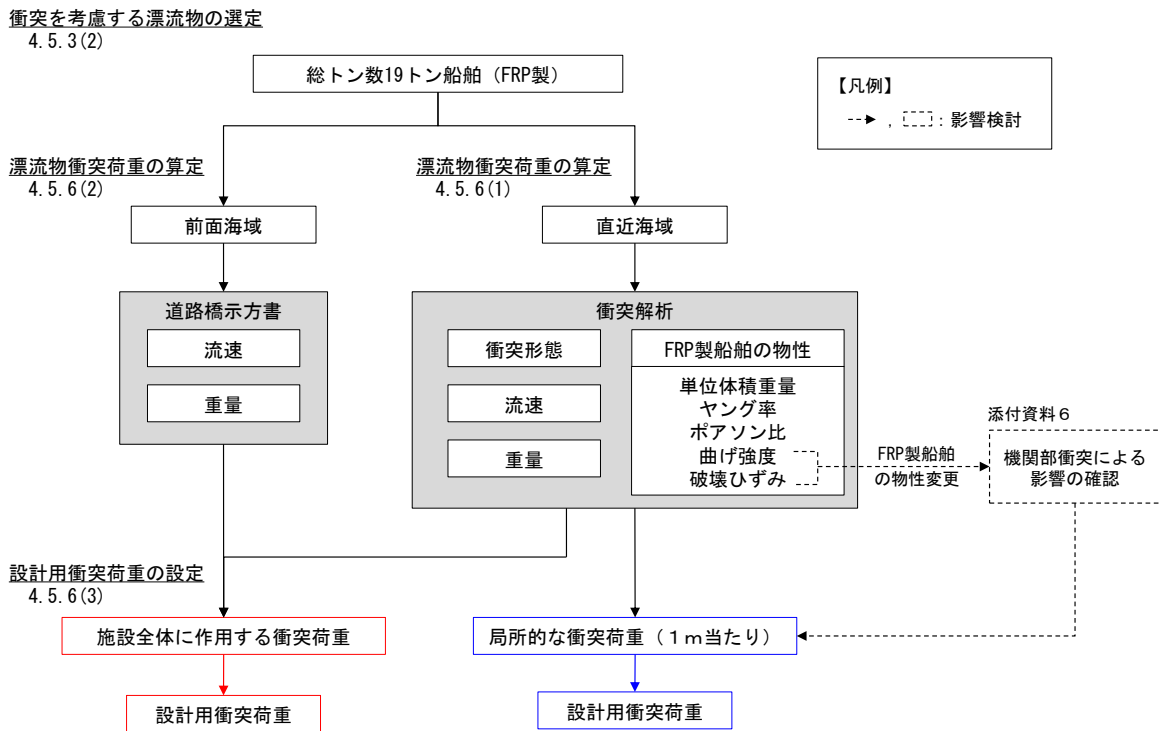 衝突を考慮する漂流物の選定
4.5.3(2)
総トン数19トン船舶（FRP製）
【凡例】
, : 影響検討
漂流物衝突荷重の算定
4.5.6(2)
漂流物衝突荷重の算定
4.5.6(1)
前面海域
直近海域
道路橋示方書
流速
重量
衝突解析
衝突形態
流速
重量
FRP製船舶の物性
単位体積重量
ヤング率
ポアソン比
曲げ強度
破壊ひずみ
FRP製船舶
の物性変更
添付資料６
機関部衝突による
影響の確認
設計用衝突荷重の設定
4.5.6(3)
施設全体に作用する衝突荷重
局所的な衝突荷重（１ｍ当たり）
設計用衝突荷重
設計用衝突荷重